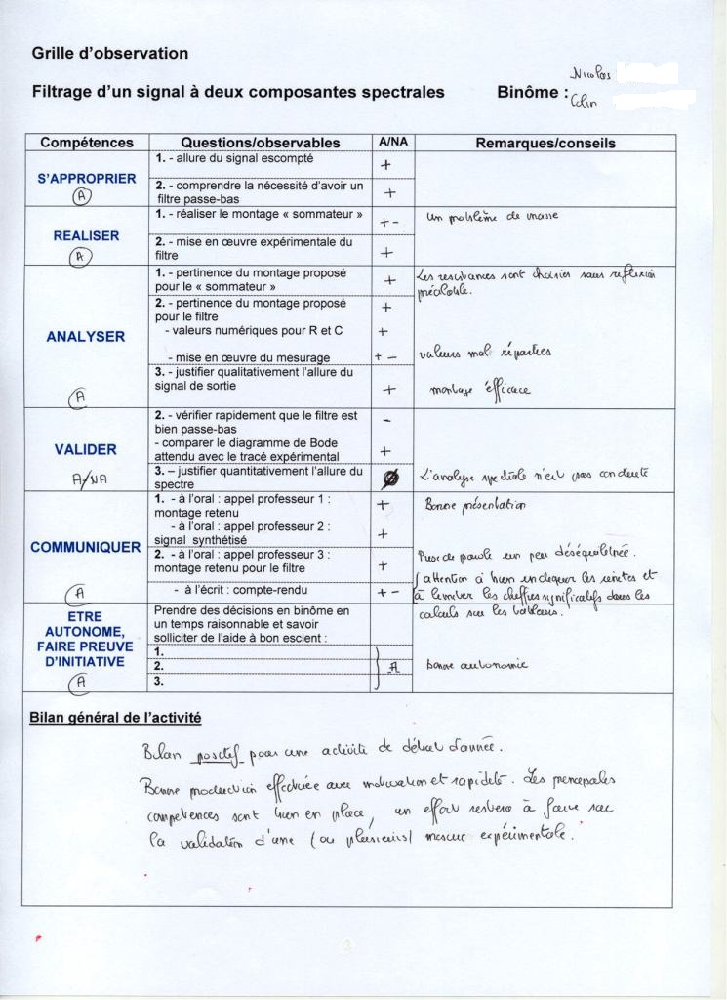 Grille d'observation
Nicolas
Filtrage d'un signal à deux composantes spectrales Binôme :
Colin
Compétences Questions/observables A/NA Remarques/conseils
S'APPROPRIER
A
1. - allure du signal escompté +
2. - comprendre la nécessité d'avoir un
filtre passe-bas +
REALISER
A
1. - réaliser le montage « sommateur » + - un problème de masse
2. - mise en œuvre expérimentale du
filtre +
ANALYSER
A
1. - pertinence du montage proposé
pour le « sommateur » + Les resistances sont choisies sans reflexion
préalable.
2. - pertinence du montage proposé
pour le filtre +
- valeurs numériques pour R et C +
- mise en œuvre du mesurage + - valeurs mal réparties
3. - justifier qualitativement l'allure du
signal de sortie + montage efficace
VALIDER
A/NA
2. - vérifier rapidement que le filtre est
bien passe-bas -
- comparer le diagramme de Bode
attendu avec le tracé expérimental +
3. – justifier quantitativement l'allure du
spectre Ø L'analyse spectrale n'est pas conduite
COMMUNIQUER
A
1. - à l'oral : appel professeur 1 :
montage retenu + Bonne présentation
- à l'oral : appel professeur 2 :
signal synthétisé +
2. - à l'oral : appel professeur 3 :
montage retenu pour le filtre + Prise de parole un peu déséquilibrée.
- à l'écrit : compte-rendu + - attention à bien indiquer les unités et
à limiter les chiffres significatifs dans les
calculs sur les tableaux.
ETRE
AUTONOME,
FAIRE PREUVE
D'INITIATIVE
A
Prendre des décisions en binôme en
un temps raisonnable et savoir
solliciter de l'aide à bon escient :
1.
2. A bonne autonomie
3.
Bilan général de l'activité
Bilan positif pour une activité de début d'année.
Bonne production effectuée avec motivation et rapidité. Les principales
compétences sont bien en place, un effort restera à faire sur
la validation d'une (ou plusieurs) mesure expérimentale.